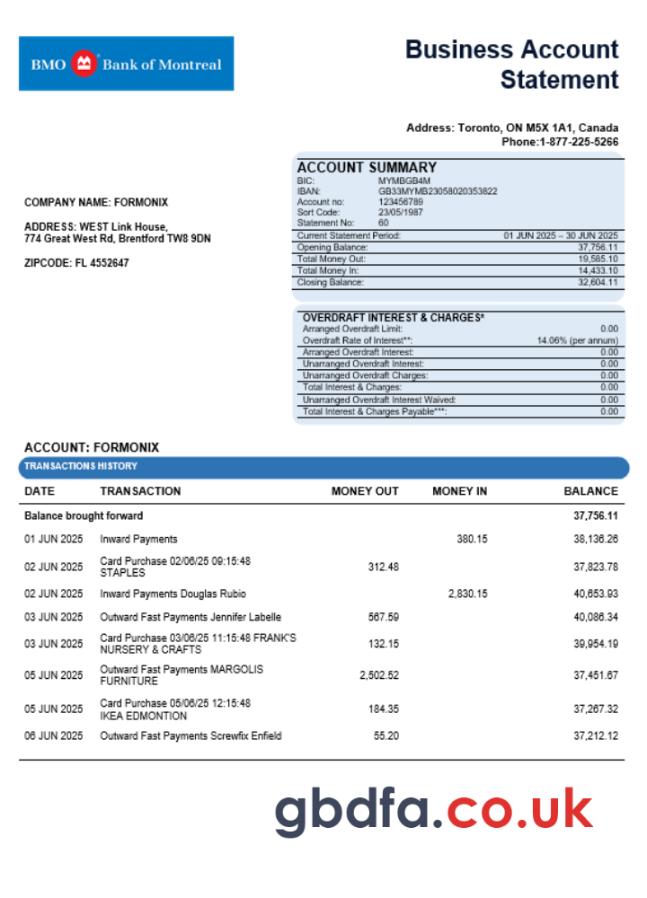 BMO Bank of Montreal
Business Account
Statement
Address: Toronto, ON M5X 1A1, Canada
Phone:1-877-225-5266
COMPANY NAME: FORMONIX
ADDRESS: WEST Link House,
774 Great West Rd, Brentford TW8 9DN
ZIPCODE: FL 4552647
ACCOUNT SUMMARY
BIC: MYMBGB4M
IBAN: GB33MYMB23058020353822
Account no: 123456789
Sort Code: 23/05/1987
Statement No: 60
Current Statement Period: 01 JUN 2025 – 30 JUN 2025
Opening Balance: 37,756.11
Total Money Out: 19,585.10
Total Money In: 14,433.10
Closing Balance: 32,604.11
OVERDRAFT INTEREST & CHARGES*
Arranged Overdraft Limit: 0.00
Overdraft Rate of Interest**: 14.06% (per annum)
Arranged Overdraft Interest: 0.00
Unarranged Overdraft Interest: 0.00
Unarranged Overdraft Charges: 0.00
Total Interest & Charges: 0.00
Unarranged Overdraft Interest Waived: 0.00
Total Interest & Charges Payable***: 0.00
ACCOUNT: FORMONIX
TRANSACTIONS HISTORY
DATE TRANSACTION MONEY OUT MONEY IN BALANCE
Balance brought forward 37,756.11
01 JUN 2025 Inward Payments 380.15 38,136.26
02 JUN 2025 Card Purchase 02/06/25 09:15:48 312.48 37,823.78
STAPLES
02 JUN 2025 Inward Payments Douglas Rubio 2,830.15 40,653.93
03 JUN 2025 Outward Fast Payments Jennifer Labelle 567.59 40,086.34
03 JUN 2025 Card Purchase 03/06/25 11:15:48 FRANK'S 132.15 39,954.19
NURSERY & CRAFTS
05 JUN 2025 Outward Fast Payments MARGOLIS 2,502.52 37,451.67
FURNITURE
05 JUN 2025 Card Purchase 05/06/25 12:15:48 184.35 37,267.32
IKEA EDMONTION
06 JUN 2025 Outward Fast Payments Screwfix Enfield 55.20 37,212.12
gbdfa.co.uk